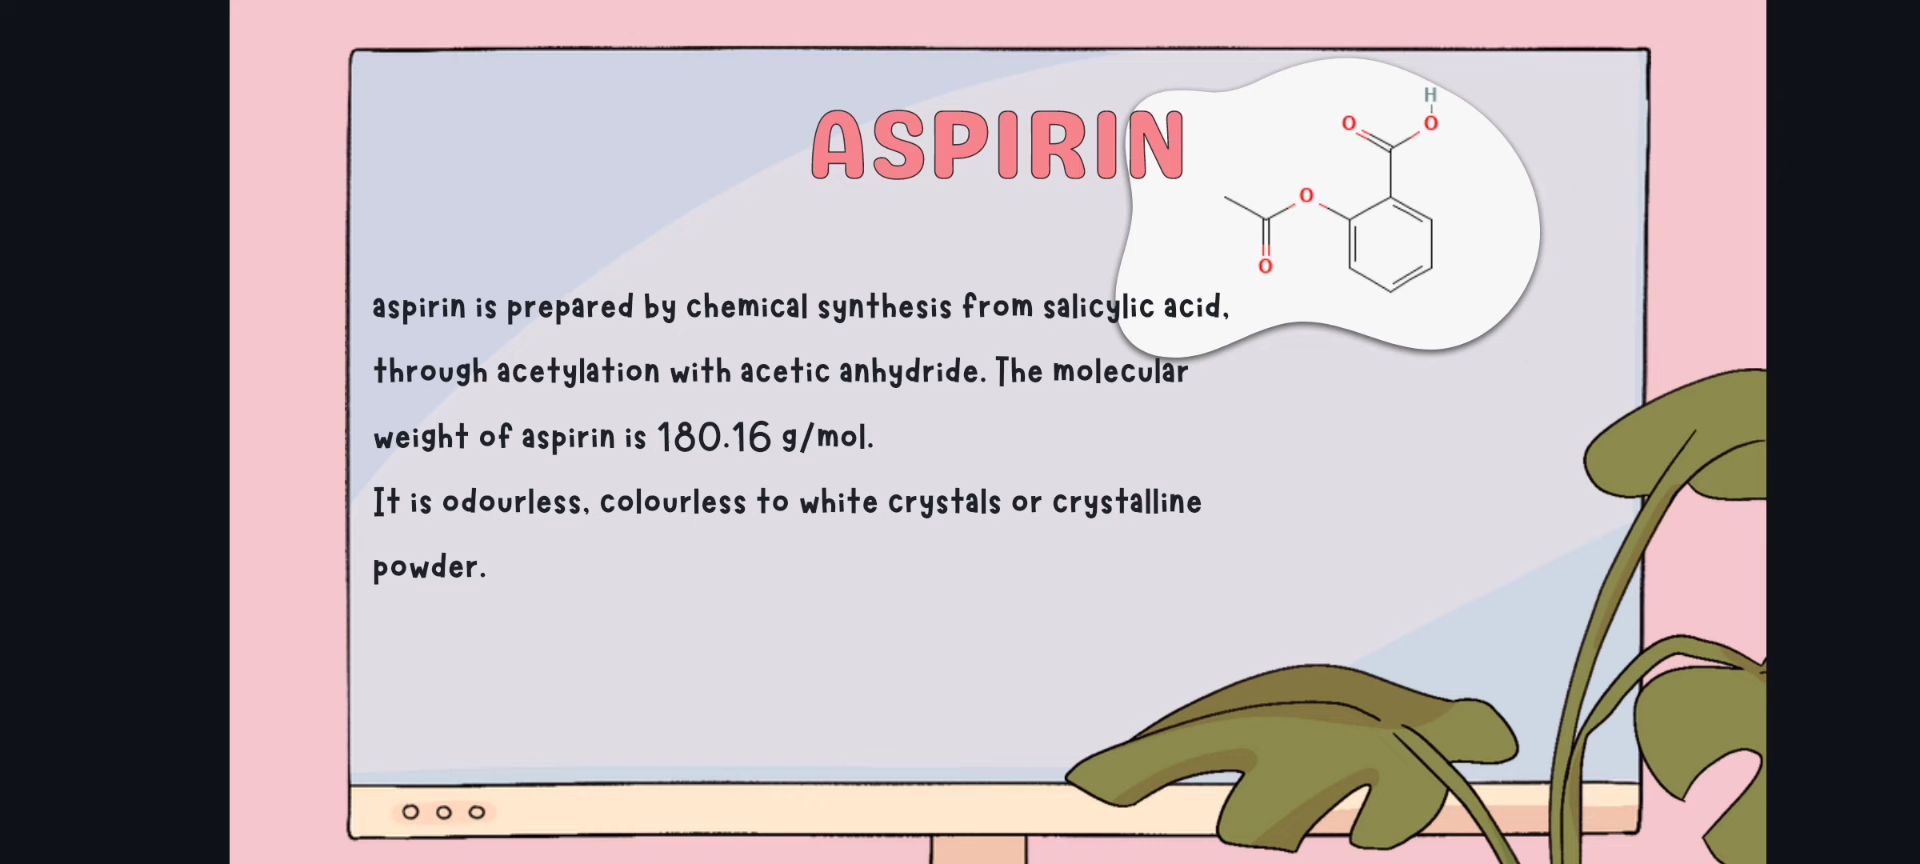 ASPIRIN
H
O
O
O
O
aspirin is prepared by chemical synthesis from salicylic acid,
through acetylation with acetic anhydride. The molecular
weight of aspirin is 180.16 g/mol.
It is odourless, colourless to white crystals or crystalline
powder.